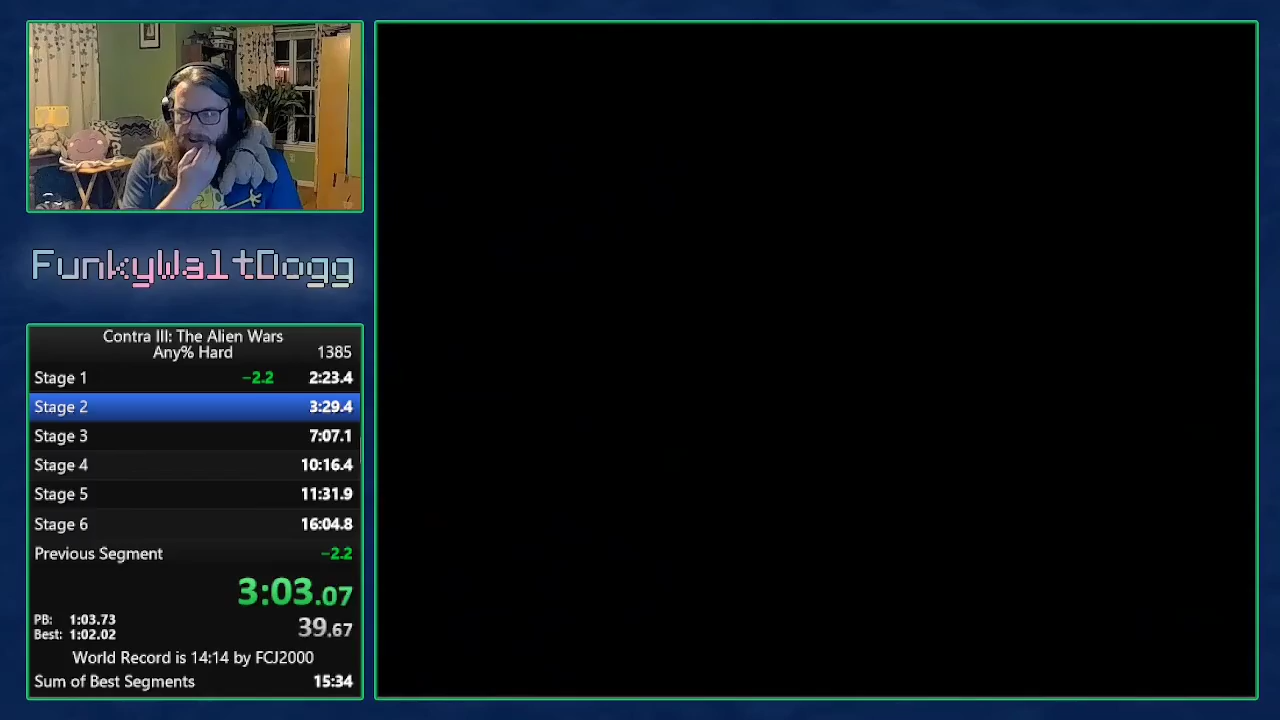 FunkyWaltDogg
Contra III: The Alien Wars
Any% Hard 1385
Stage 1 −2.2 2:23.4
Stage 2 3:29.4
Stage 3 7:07.1
Stage 4 10:16.4
Stage 5 11:31.9
Stage 6 16:04.8
Previous Segment −2.2
3:03.07
PB: 1:03.73
Best: 1:02.02
39.67
World Record is 14:14 by FCJ2000
Sum of Best Segments 15:34